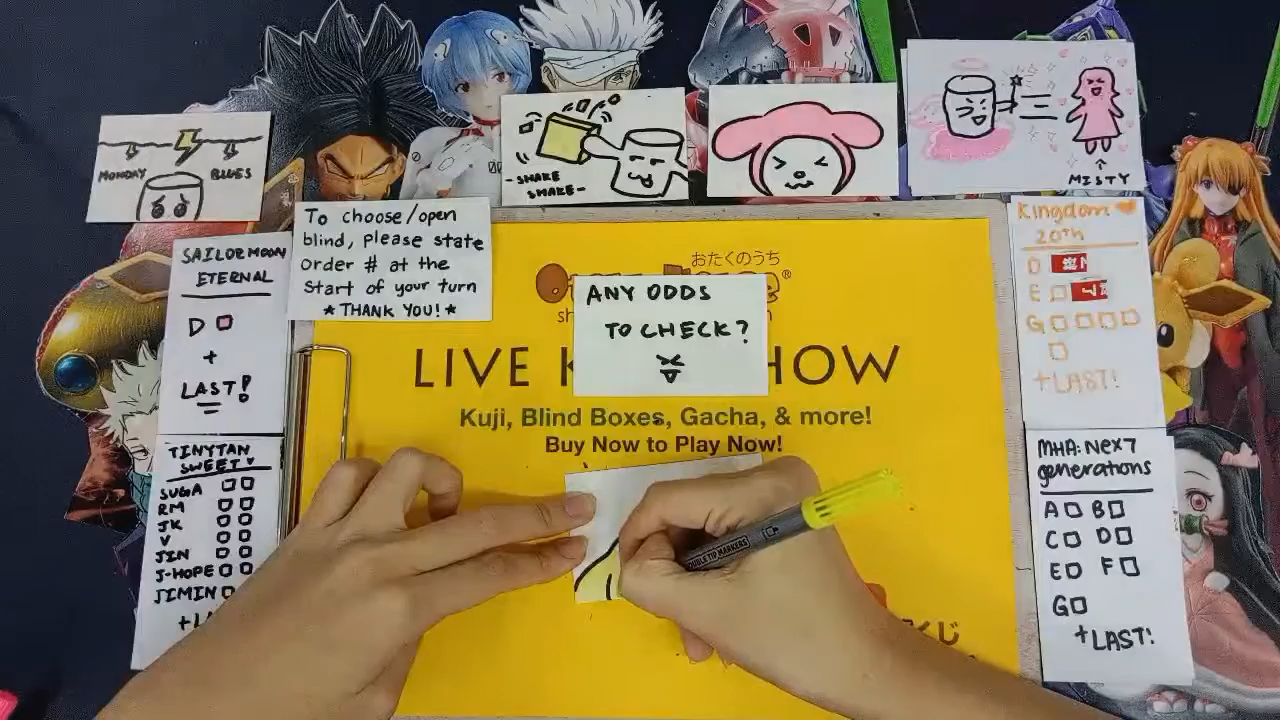 MONDAY BLUES
- SHAKE
SHAKE -
MISTY
SAILORMOON
ETERNAL
D
+
LAST!
To choose/open
blind, please state
order # at the
start of your turn
★ THANK YOU! ★
おたくのうち
®
ANY ODDS
TO CHECK?
LIVE K HOW
Kuji, Blind Boxes, Gacha, & more!
Buy Now to Play Now!
Kingdom
20TH
D
E
G
+LAST!
TINYTAN
SWEET
SUGA
RM
JK
V
JIN
J-HOPE
JIMIN
MHA: Next
generations
A B
C D
E F
G
+LAST!